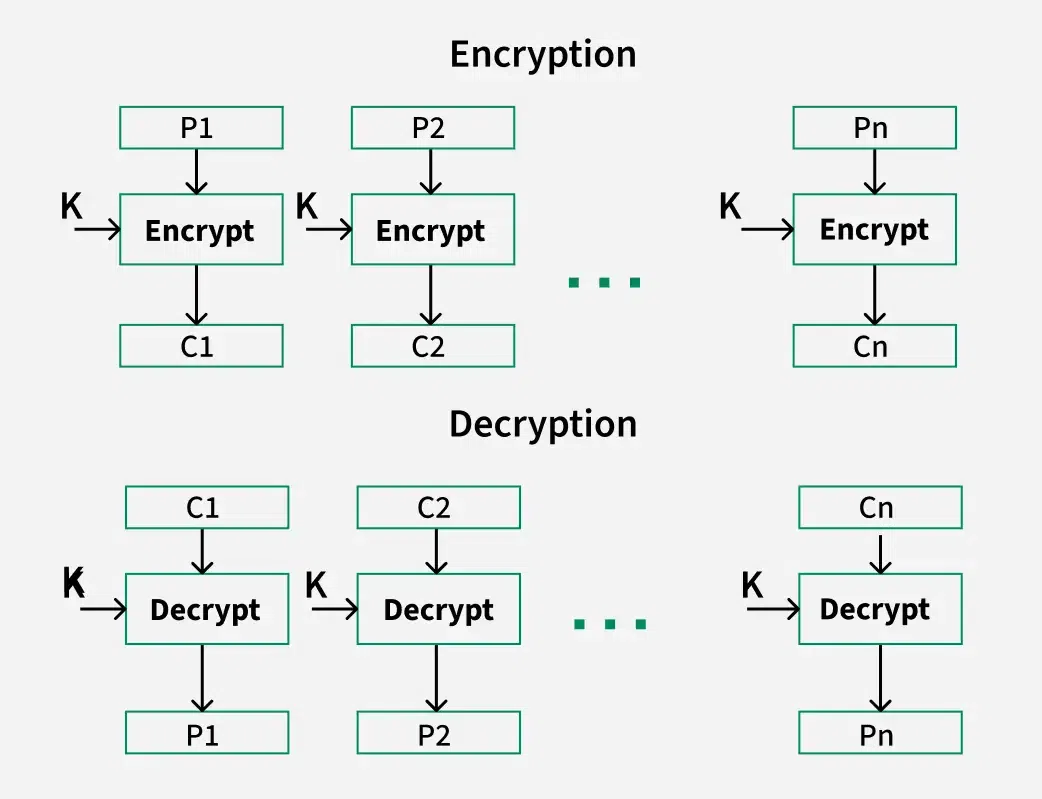 Encryption
P1 P2 Pn
K K K
Encrypt Encrypt Encrypt
C1 C2 Cn
Decryption
C1 C2 Cn
K K K
Decrypt Decrypt Decrypt
P1 P2 Pn